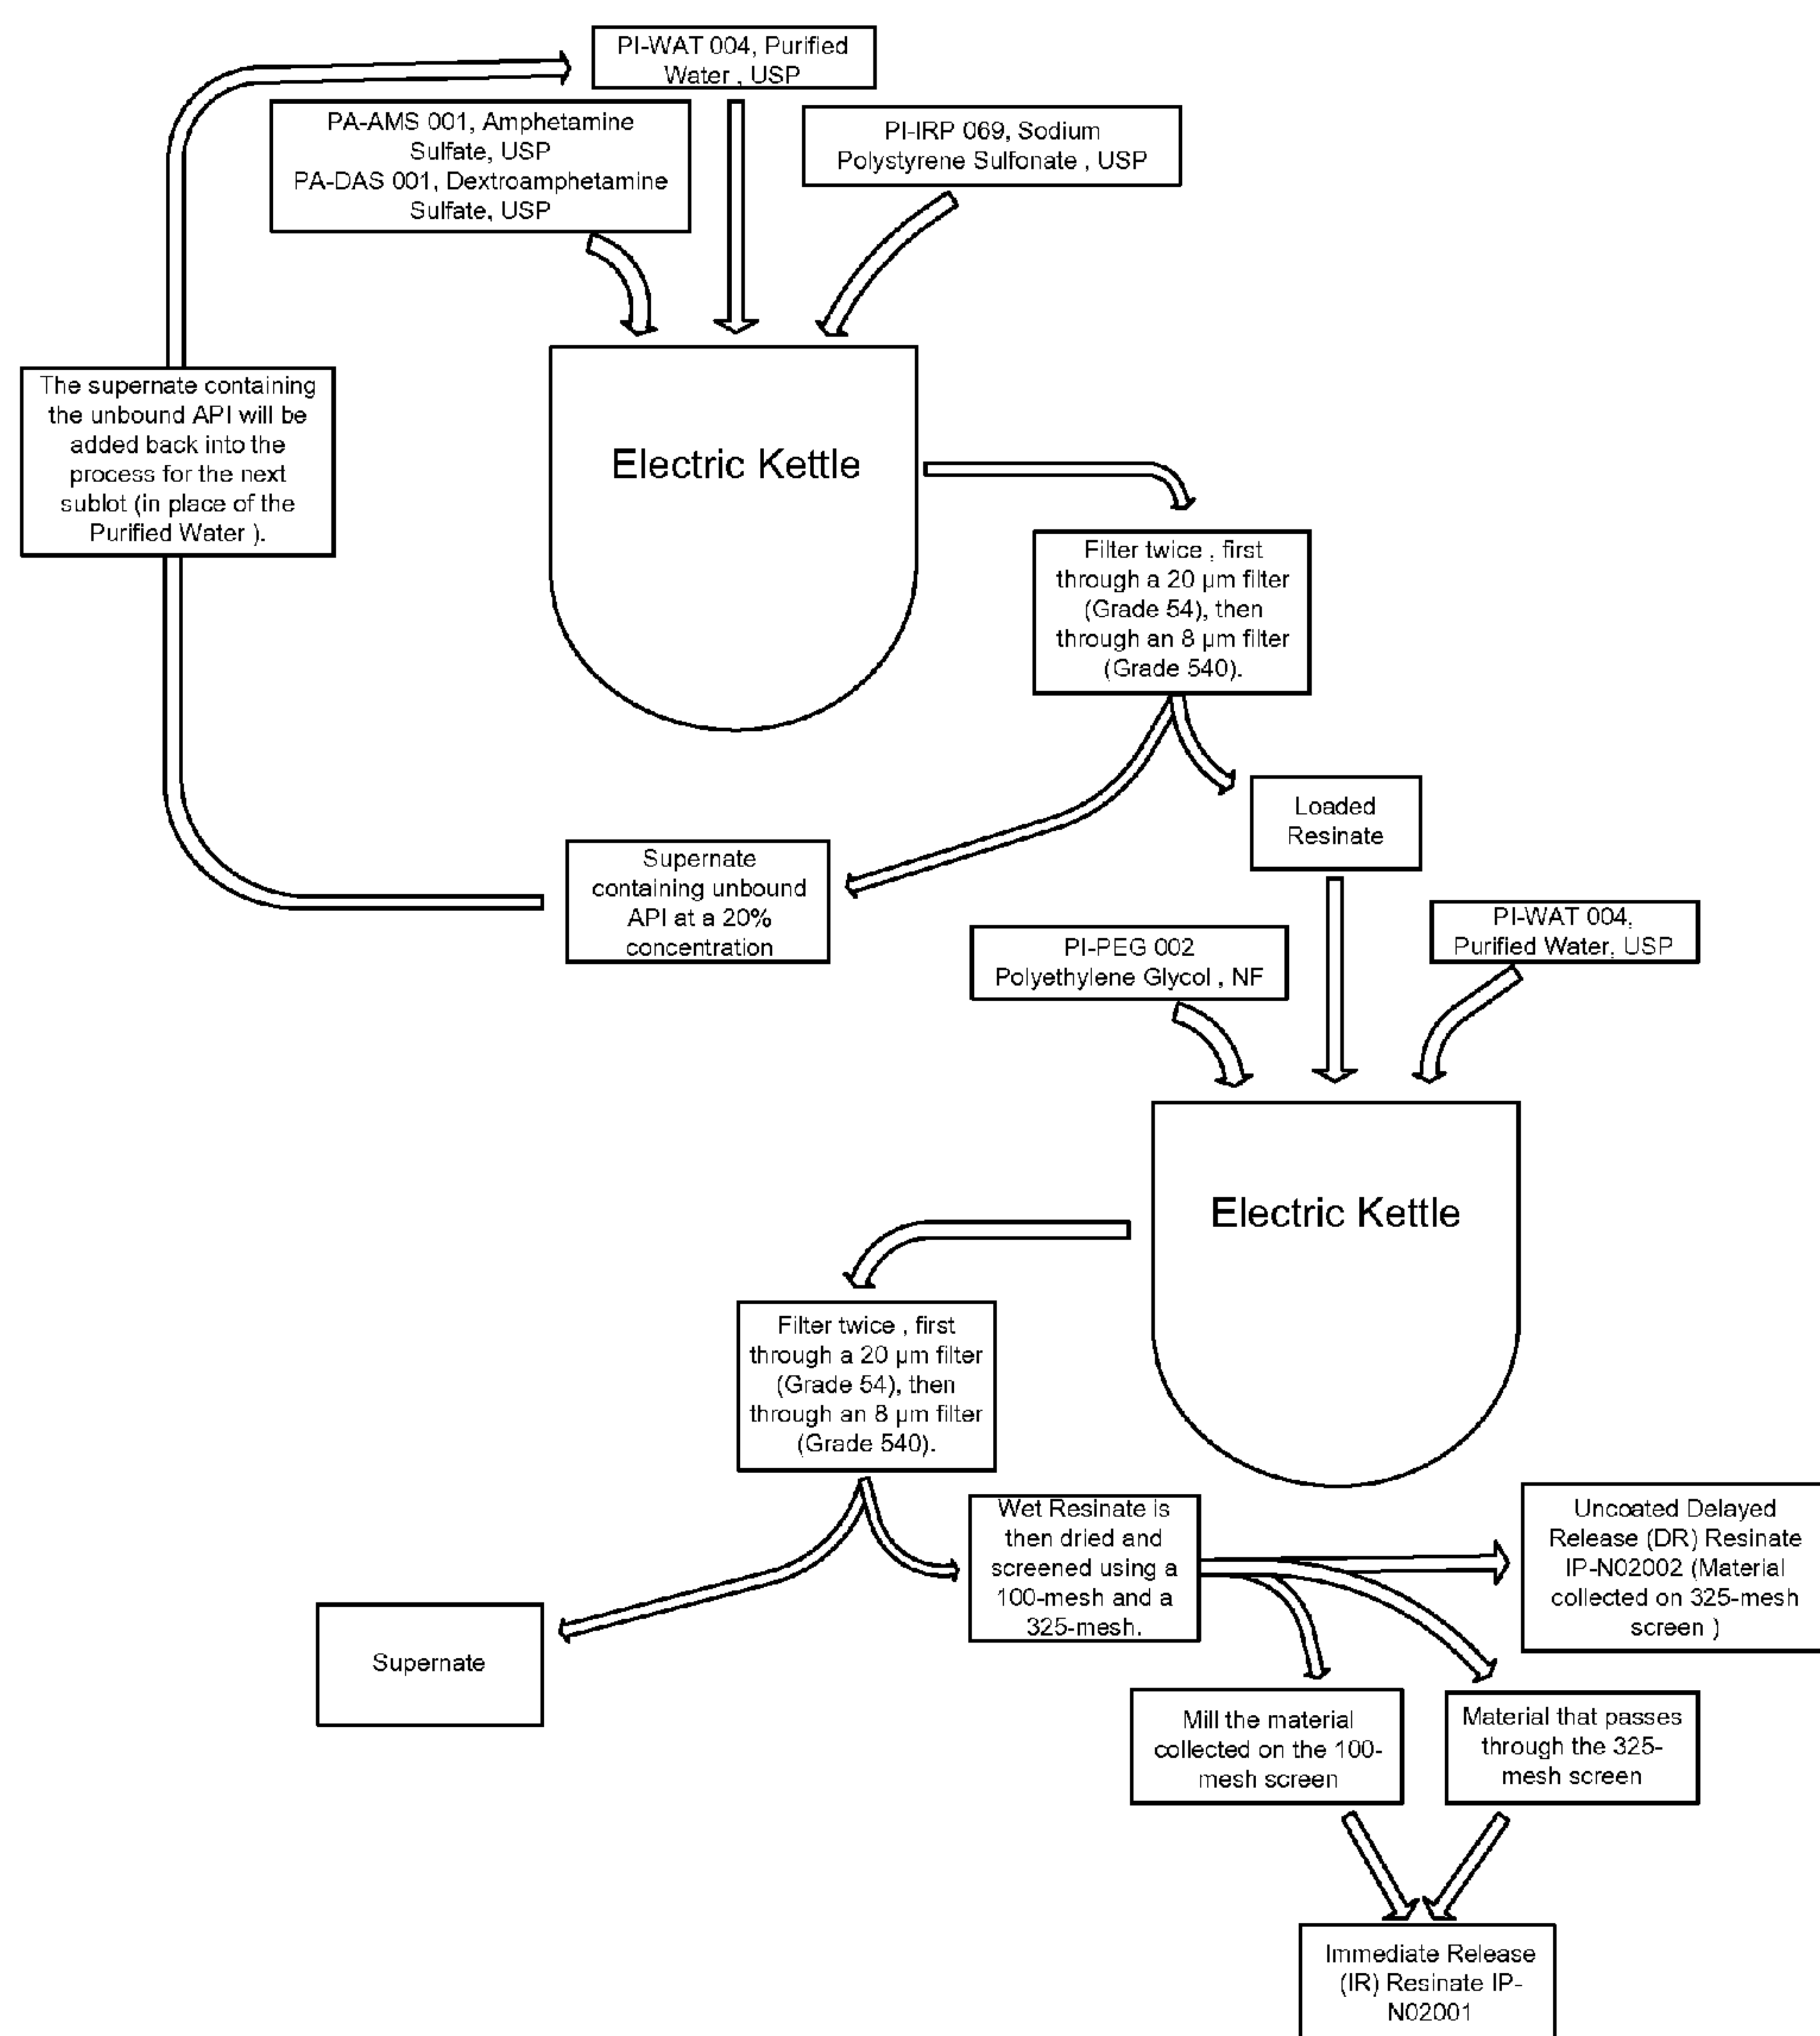 PI-WAT 004, Purified
Water , USP
PA-AMS 001, Amphetamine
Sulfate, USP
PA-DAS 001, Dextroamphetamine
Sulfate, USP
PI-IRP 069, Sodium
Polystyrene Sulfonate , USP
The supernate containing
the unbound API will be
added back into the
process for the next
sublot (in place of the
Purified Water ).
Electric Kettle
Filter twice , first
through a 20 µm filter
(Grade 54), then
through an 8 µm filter
(Grade 540).
Loaded
Resinate
Supernate
containing unbound
API at a 20%
concentration
PI-PEG 002
Polyethylene Glycol , NF
PI-WAT 004,
Purified Water, USP
Electric Kettle
Filter twice , first
through a 20 µm filter
(Grade 54), then
through an 8 µm filter
(Grade 540).
Wet Resinate is
then dried and
screened using a
100-mesh and a
325-mesh.
Uncoated Delayed
Release (DR) Resinate
IP-N02002 (Material
collected on 325-mesh
screen )
Supernate
Mill the material
collected on the 100-
mesh screen
Material that passes
through the 325-
mesh screen
Immediate Release
(IR) Resinate IP-
N02001